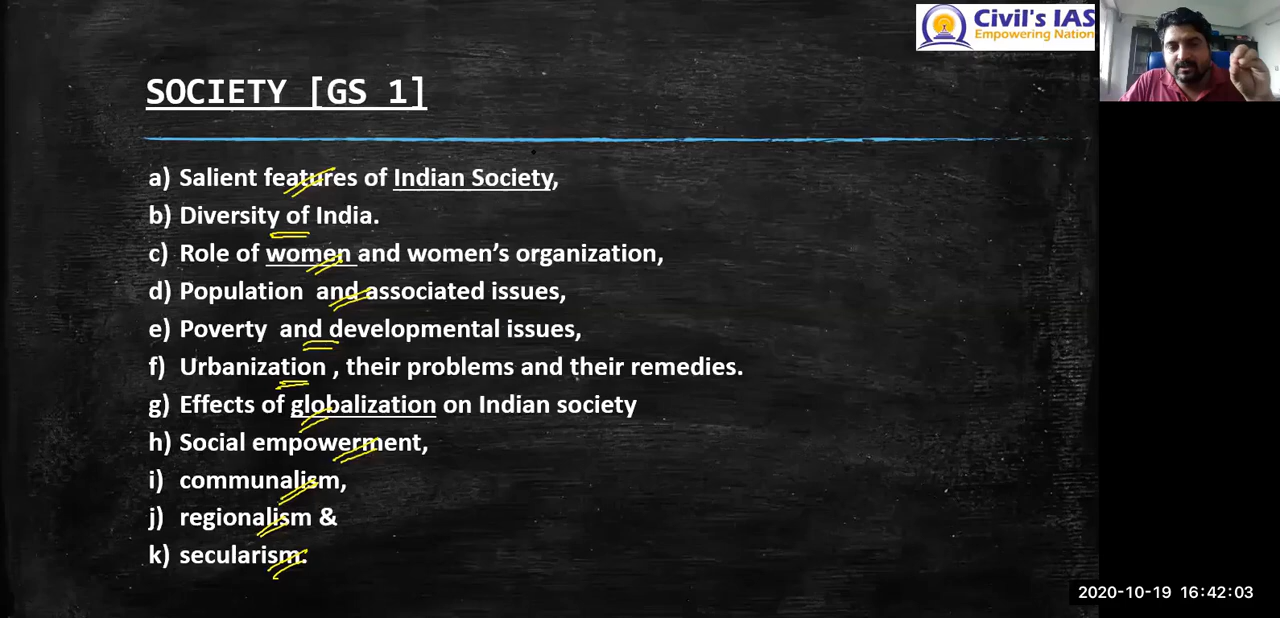 Civil's IAS
Empowering Nation
SOCIETY [GS 1]
a) Salient features of Indian Society,
b) Diversity of India.
c) Role of women and women’s organization,
d) Population and associated issues,
e) Poverty and developmental issues,
f) Urbanization , their problems and their remedies.
g) Effects of globalization on Indian society
h) Social empowerment,
i) communalism,
j) regionalism &
k) secularism.
2020-10-19 16:42:03